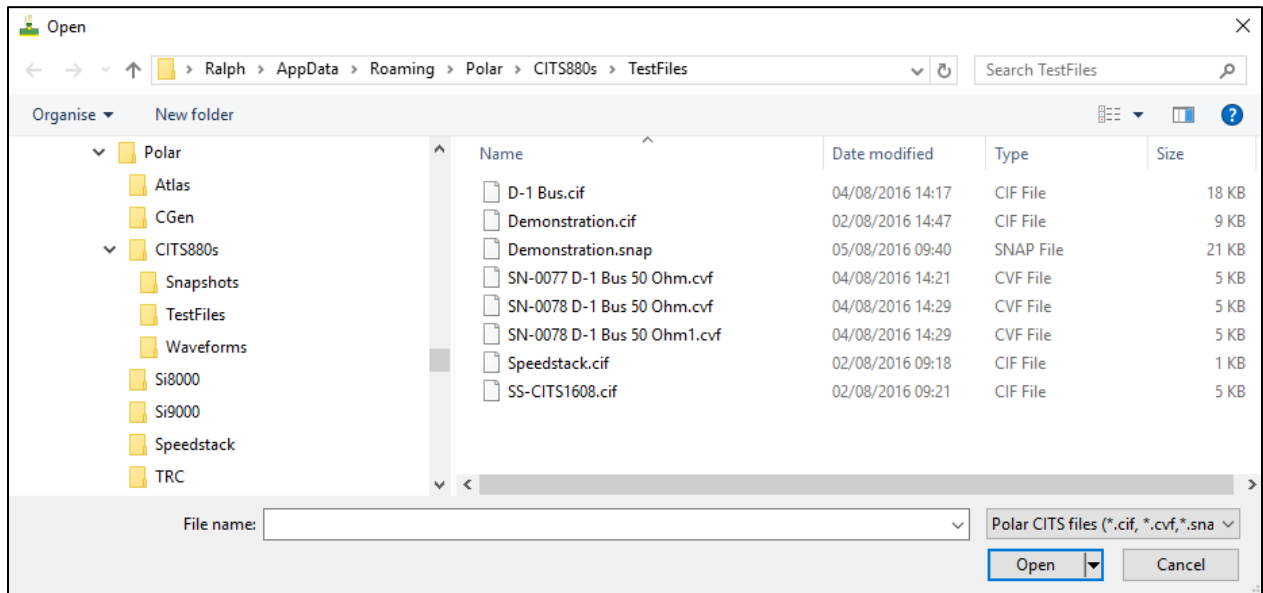 Open
Ralph > AppData > Roaming > Polar > CITS880s > TestFiles
Search TestFiles
Organise
New folder
Polar
Atlas
CGen
CITS880s
Snapshots
TestFiles
Waveforms
Si8000
Si9000
Speedstack
TRC
Name Date modified Type Size
D-1 Bus.cif 04/08/2016 14:17 CIF File 18 KB
Demonstration.cif 02/08/2016 14:47 CIF File 9 KB
Demonstration.snap 05/08/2016 09:40 SNAP File 21 KB
SN-0077 D-1 Bus 50 Ohm.cvf 04/08/2016 14:21 CVF File 5 KB
SN-0078 D-1 Bus 50 Ohm.cvf 04/08/2016 14:29 CVF File 5 KB
SN-0078 D-1 Bus 50 Ohm1.cvf 04/08/2016 14:29 CVF File 5 KB
Speedstack.cif 02/08/2016 09:18 CIF File 1 KB
SS-CITS1608.cif 02/08/2016 09:21 CIF File 5 KB
File name:
Polar CITS files (*.cif, *.cvf,*.sna
Open
Cancel